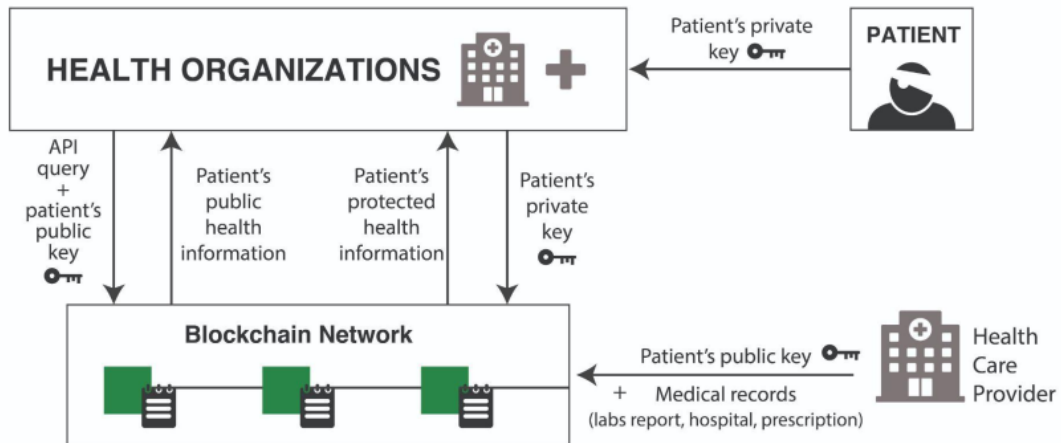 HEALTH ORGANIZATIONS
Patient's private
key
PATIENT
API
query
+
patient's
public
key
Patient's
public
health
information
Patient's
protected
health
information
Patient's
private
key
Blockchain Network
Patient's public key
+ Medical records
(labs report, hospital, prescription)
Health
Care
Provider